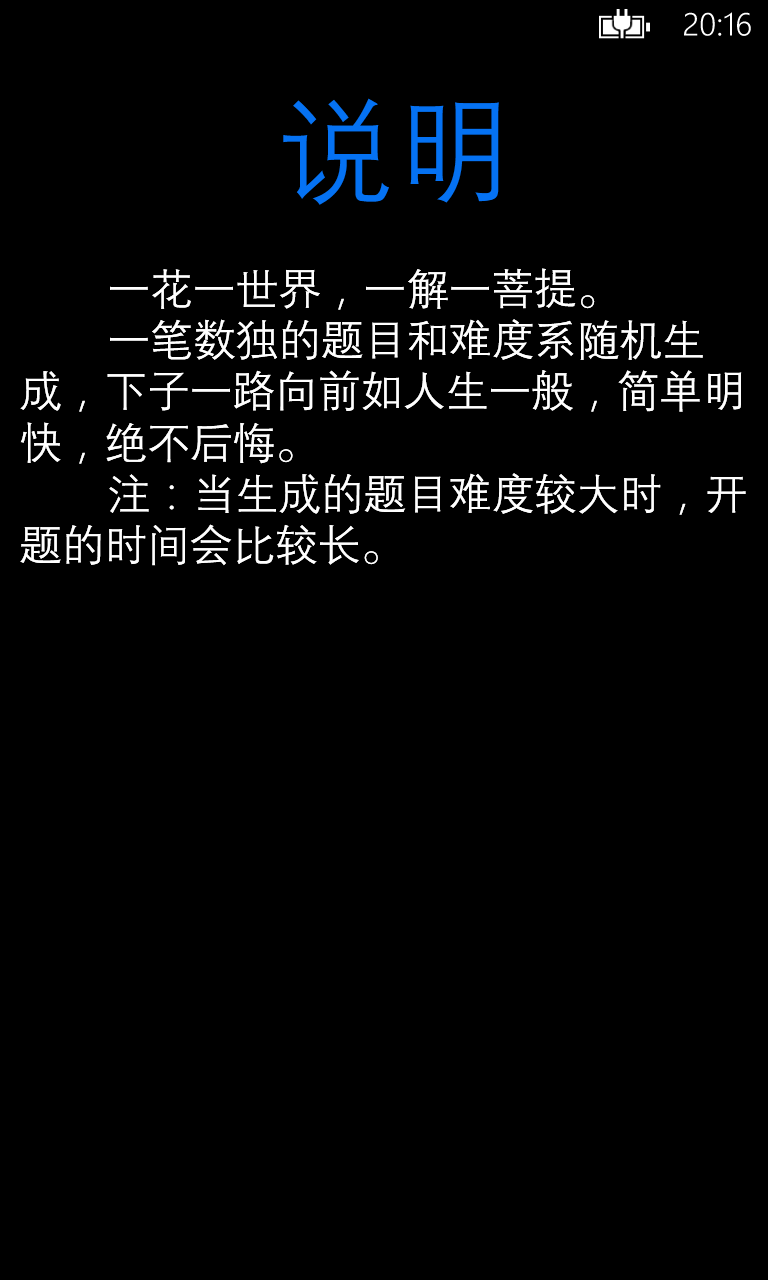 20:16
说明
一花一世界，一解一菩提。
一笔数独的题目和难度系随机生
成，下子一路向前如人生一般，简单明
快，绝不后悔。
注：当生成的题目难度较大时，开
题的时间会比较长。